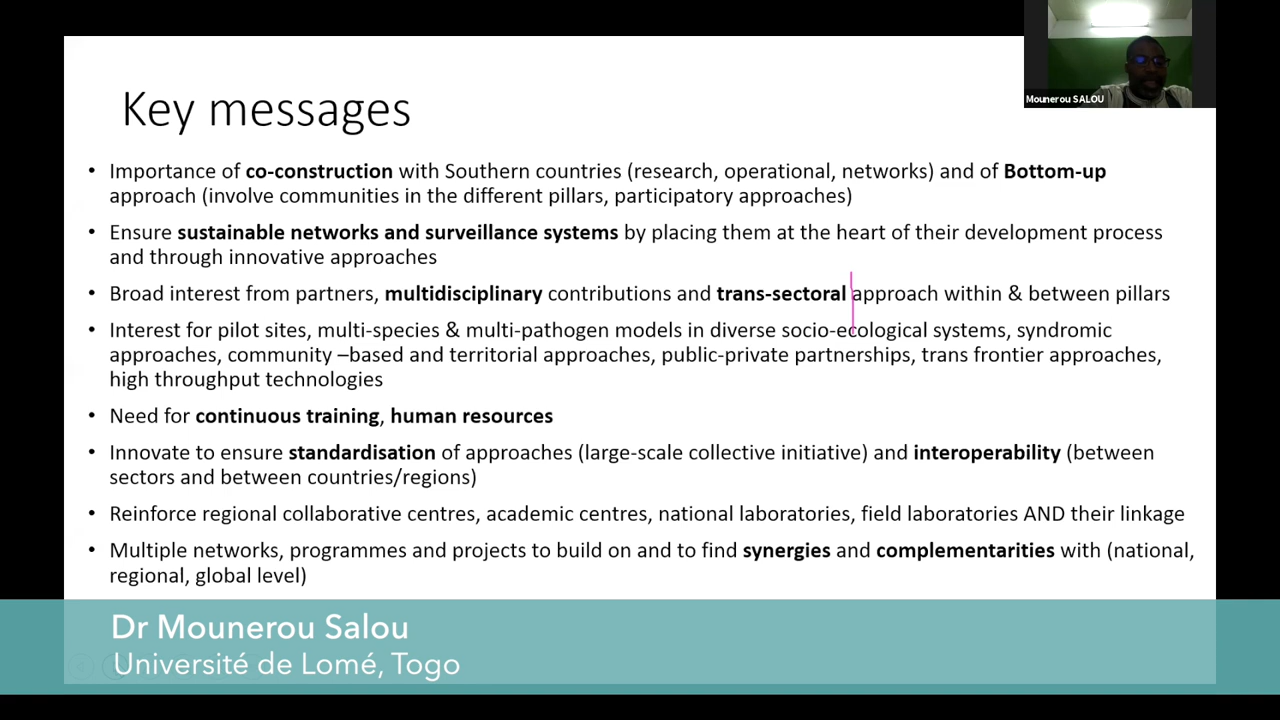 Mounerou SALOU
Key messages
• Importance of co-construction with Southern countries (research, operational, networks) and of Bottom-up
approach (involve communities in the different pillars, participatory approaches)
• Ensure sustainable networks and surveillance systems by placing them at the heart of their development process
and through innovative approaches
• Broad interest from partners, multidisciplinary contributions and trans-sectoral approach within & between pillars
• Interest for pilot sites, multi-species & multi-pathogen models in diverse socio-ecological systems, syndromic
approaches, community –based and territorial approaches, public-private partnerships, trans frontier approaches,
high throughput technologies
• Need for continuous training, human resources
• Innovate to ensure standardisation of approaches (large-scale collective initiative) and interoperability (between
sectors and between countries/regions)
• Reinforce regional collaborative centres, academic centres, national laboratories, field laboratories AND their linkage
• Multiple networks, programmes and projects to build on and to find synergies and complementarities with (national,
regional, global level)
Dr Mounerou Salou
Université de Lomé, Togo